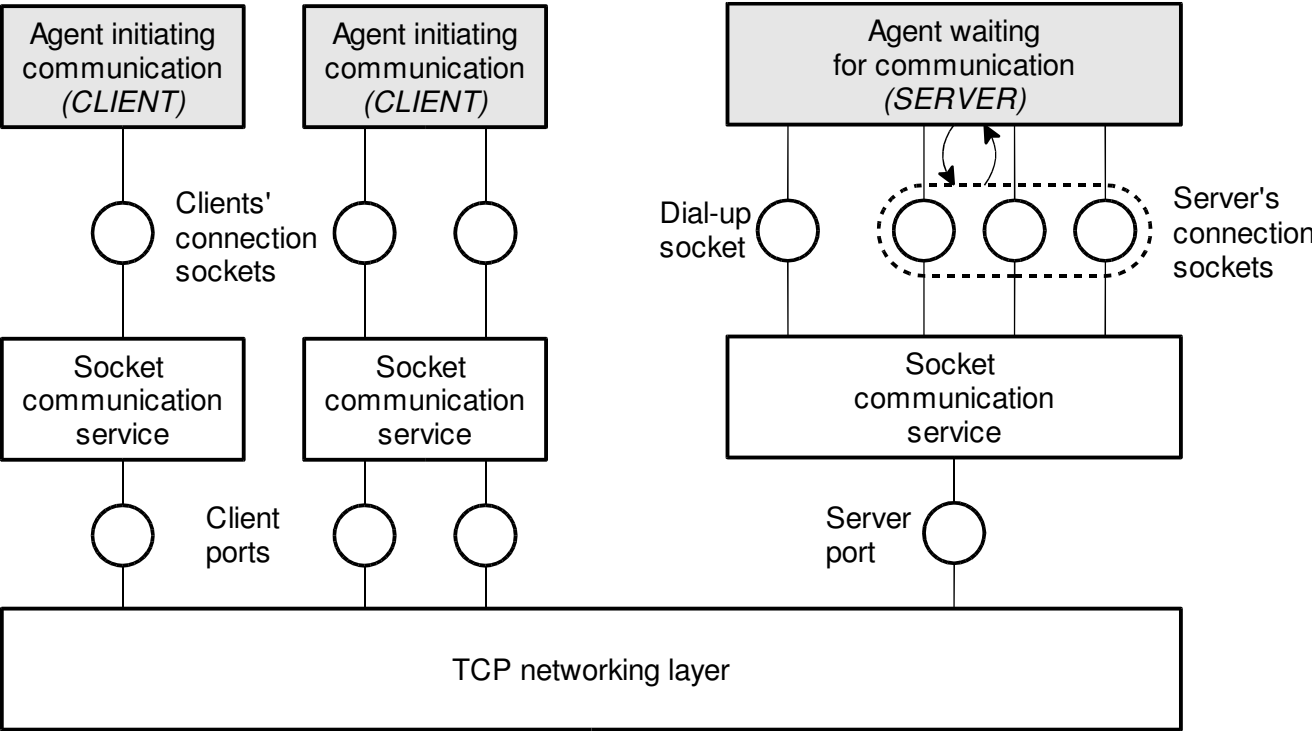 Agent initiating
communication
(CLIENT)
Agent initiating
communication
(CLIENT)
Agent waiting
for communication
(SERVER)
Clients'
connection
sockets
Dial-up
socket
Server's
connection
sockets
Socket
communication
service
Socket
communication
service
Socket
communication
service
Client
ports
Server
port
TCP networking layer